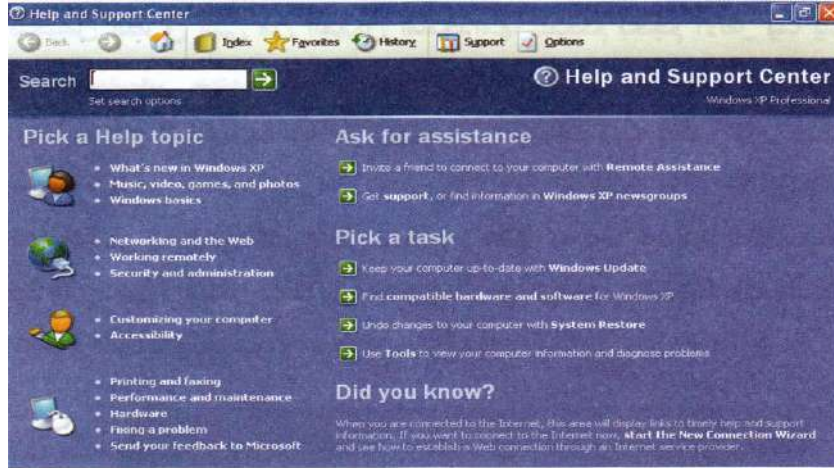 Help and Support Center
Back Index Favorites History Support Options
Search
Set search options
Help and Support Center
Windows XP Professional
Pick a Help topic
What's new in Windows XP
Music, video, games, and photos
Windows basics
Networking and the Web
Working remotely
Security and administration
Customizing your computer
Accessibility
Printing and faxing
Performance and maintenance
Hardware
Fixing a problem
Send your feedback to Microsoft
Ask for assistance
Invite a friend to connect to your computer with Remote Assistance
Get support, or find information in Windows XP newsgroups
Pick a task
Keep your computer up-to-date with Windows Update
Find compatible hardware and software for Windows XP
Undo changes to your computer with System Restore
Use Tools to view your computer information and diagnose problems
Did you know?
When you are connected to the Internet, this area will display links to timely help and support
information. If you want to connect to the Internet now, start the New Connection Wizard
and see how to establish a Web connection through an Internet service provider.